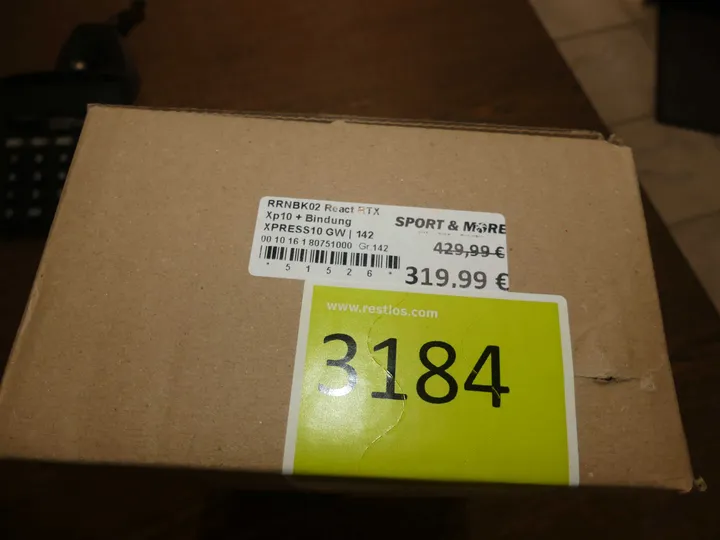 RRNBK02 React RTX
Xp10 + Bindung
XPRESS10 GW | 142
00 10 16 1 80751000 Gr.142
* 5 1 5 2 6 *
SPORT & MORE
429,99 €
319,99 €
www.restlos.com
3184